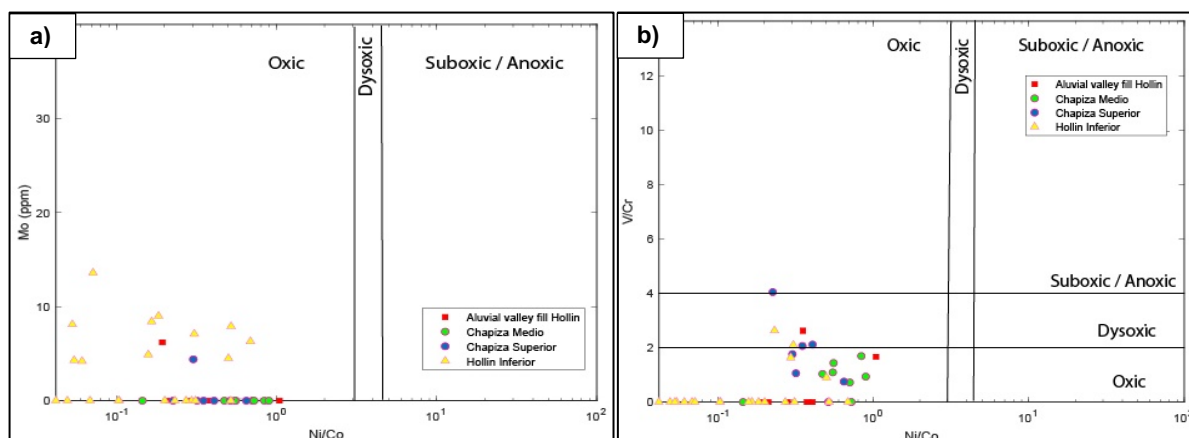 a)
Oxic
Dysoxic
Suboxic / Anoxic
30
20
10
0
Mo (ppm)
Aluvial valley fill Hollin
Chapiza Medio
Chapiza Superior
Hollin Inferior
10-1
100
101
102
Ni/Co
b)
Oxic
Dysoxic
Suboxic / Anoxic
Aluvial valley fill Hollin
Chapiza Medio
Chapiza Superior
Hollin Inferior
12
10
8
6
4
2
0
V/Cr
Suboxic / Anoxic
Dysoxic
Oxic
10-1
100
101
102
Ni/Co